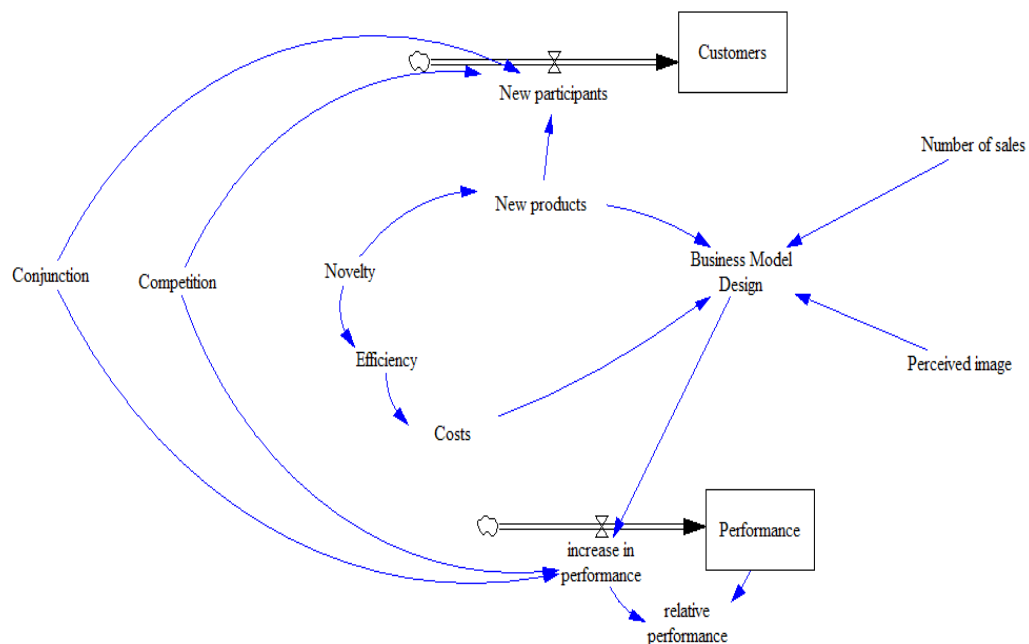 Customers
New participants
Number of sales
New products
Business Model
Design
Conjunction
Competition
Novelty
Efficiency
Perceived image
Costs
Performance
increase in
performance
relative
performance